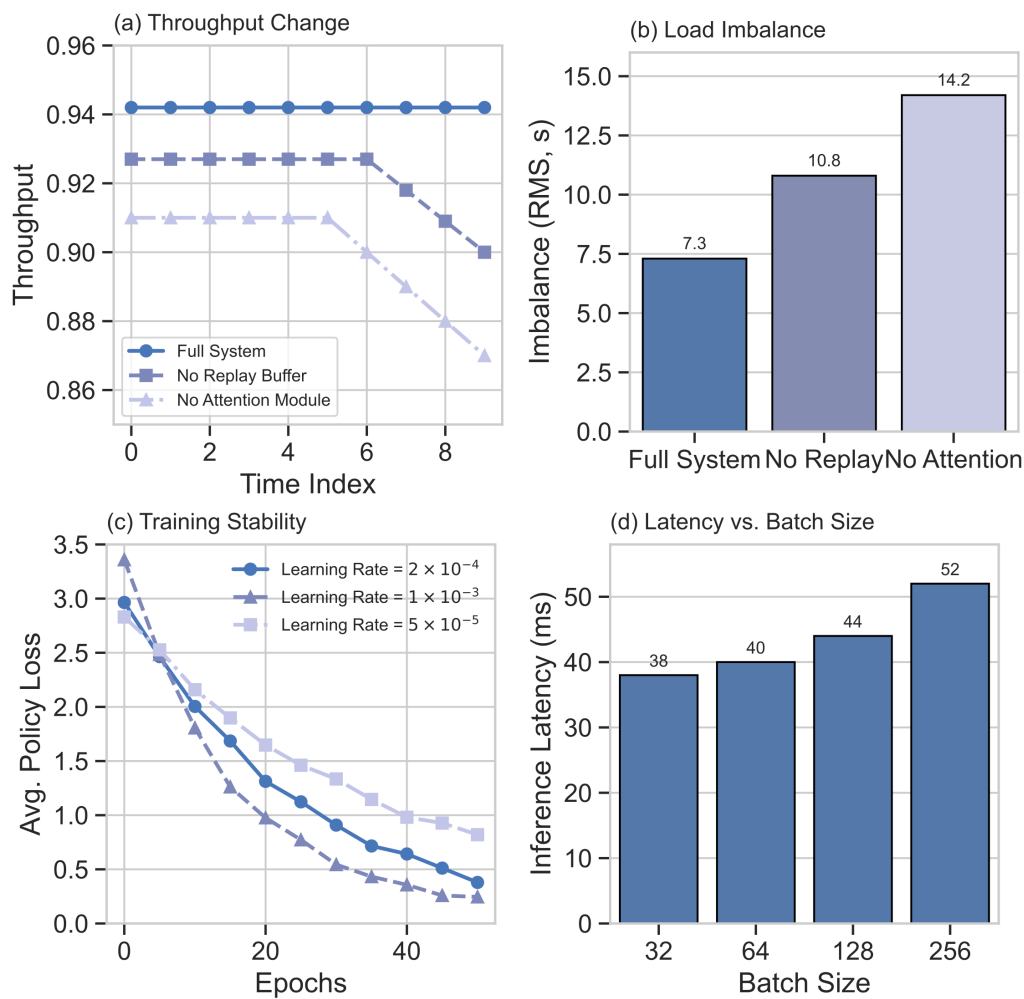 (a) Throughput Change
0.96
0.94
0.92
0.90
0.88
0.86
Throughput
Full System
No Replay Buffer
No Attention Module
0 2 4 6 8
Time Index
(b) Load Imbalance
15.0
12.5
10.0
7.5
5.0
2.5
0.0
Imbalance (RMS, s)
7.3
10.8
14.2
Full System No Replay No Attention
(c) Training Stability
3.5
3.0
2.5
2.0
1.5
1.0
0.5
0.0
Avg. Policy Loss
Learning Rate = 2 × 10⁻⁴
Learning Rate = 1 × 10⁻³
Learning Rate = 5 × 10⁻⁵
0 20 40
Epochs
(d) Latency vs. Batch Size
50
40
30
20
10
0
Inference Latency (ms)
38
40
44
52
32 64 128 256
Batch Size